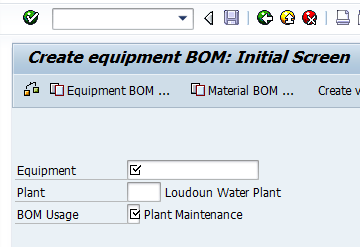 Create equipment BOM: Initial Screen
Equipment BOM ... Material BOM ... Create v
Equipment
Plant Loudoun Water Plant
BOM Usage Plant Maintenance